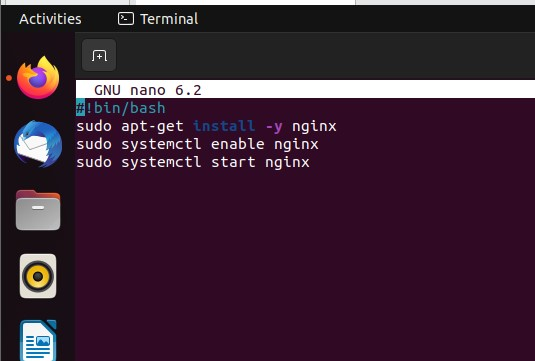 Activities Terminal
GNU nano 6.2
#!bin/bash
sudo apt-get install -y nginx
sudo systemctl enable nginx
sudo systemctl start nginx